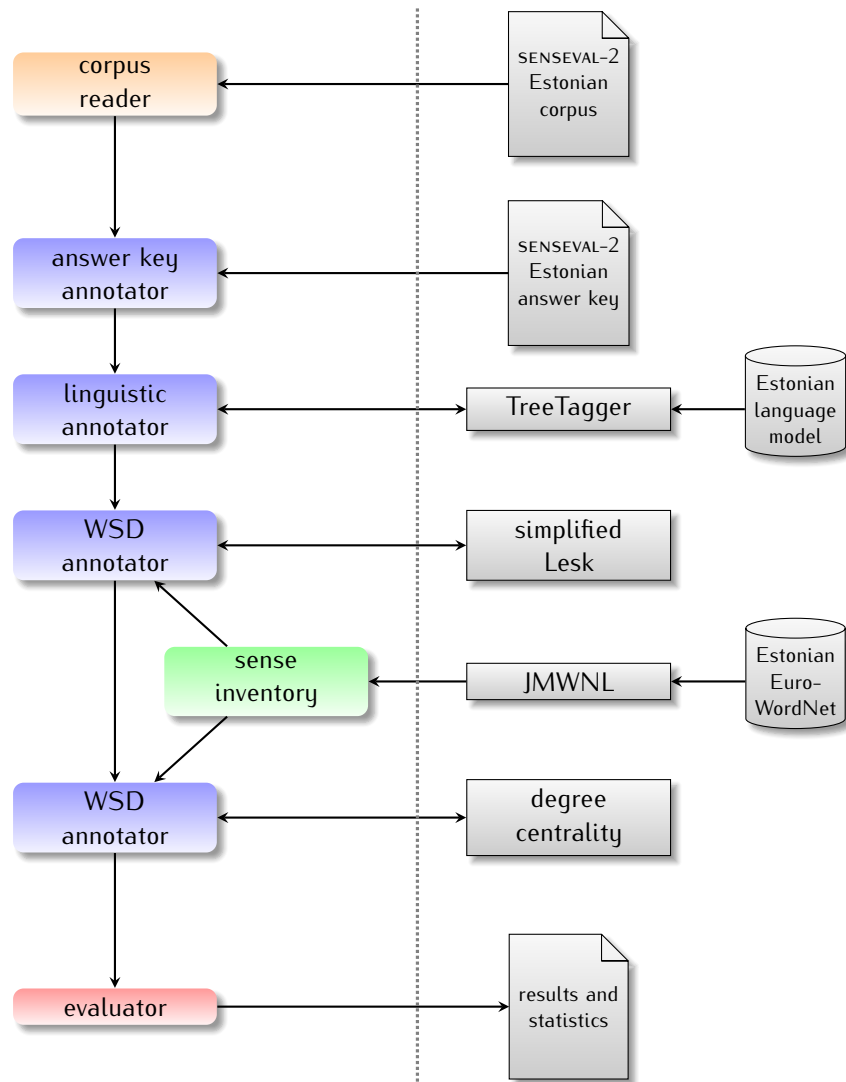 corpus
reader
SENSEVAL-2
Estonian
corpus
answer key
annotator
SENSEVAL-2
Estonian
answer key
linguistic
annotator
TreeTagger
Estonian
language
model
WSD
annotator
simplified
Lesk
sense
inventory
JMWNL
Estonian
Euro-
WordNet
WSD
annotator
degree
centrality
evaluator
results and
statistics